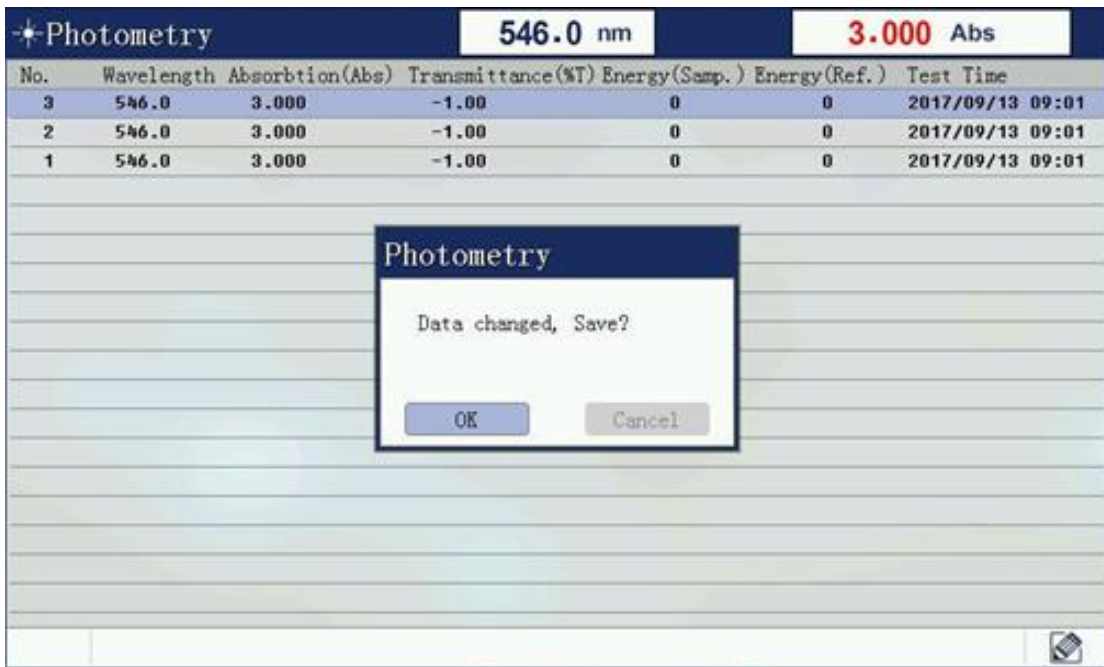 Photometry 546.0 nm 3.000 Abs
No. Wavelength Absorbtion(Abs) Transmittance(%T) Energy(Samp.) Energy(Ref.) Test Time
3 546.0 3.000 -1.00 0 0 2017/09/13 09:01
2 546.0 3.000 -1.00 0 0 2017/09/13 09:01
1 546.0 3.000 -1.00 0 0 2017/09/13 09:01
Photometry
Data changed, Save?
OK Cancel